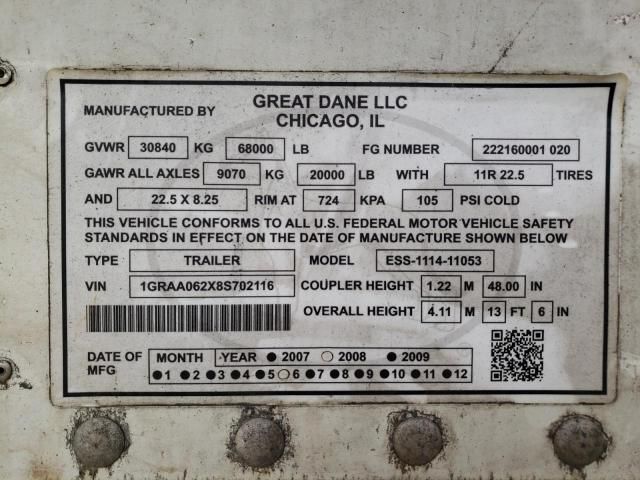 MANUFACTURED BY GREAT DANE LLC
CHICAGO, IL
GVWR 30840 KG 68000 LB FG NUMBER 222160001 020
GAWR ALL AXLES 9070 KG 20000 LB WITH 11R 22.5 TIRES
AND 22.5 X 8.25 RIM AT 724 KPA 105 PSI COLD
THIS VEHICLE CONFORMS TO ALL U.S. FEDERAL MOTOR VEHICLE SAFETY
STANDARDS IN EFFECT ON THE DATE OF MANUFACTURE SHOWN BELOW
TYPE TRAILER MODEL ESS-1114-11053
VIN 1GRAA062X8S702116 COUPLER HEIGHT 1.22 M 48.00 IN
OVERALL HEIGHT 4.11 M 13 FT 6 IN
DATE OF MFG MONTH YEAR 2007 2008 2009
1 2 3 4 5 6 7 8 9 10 11 12